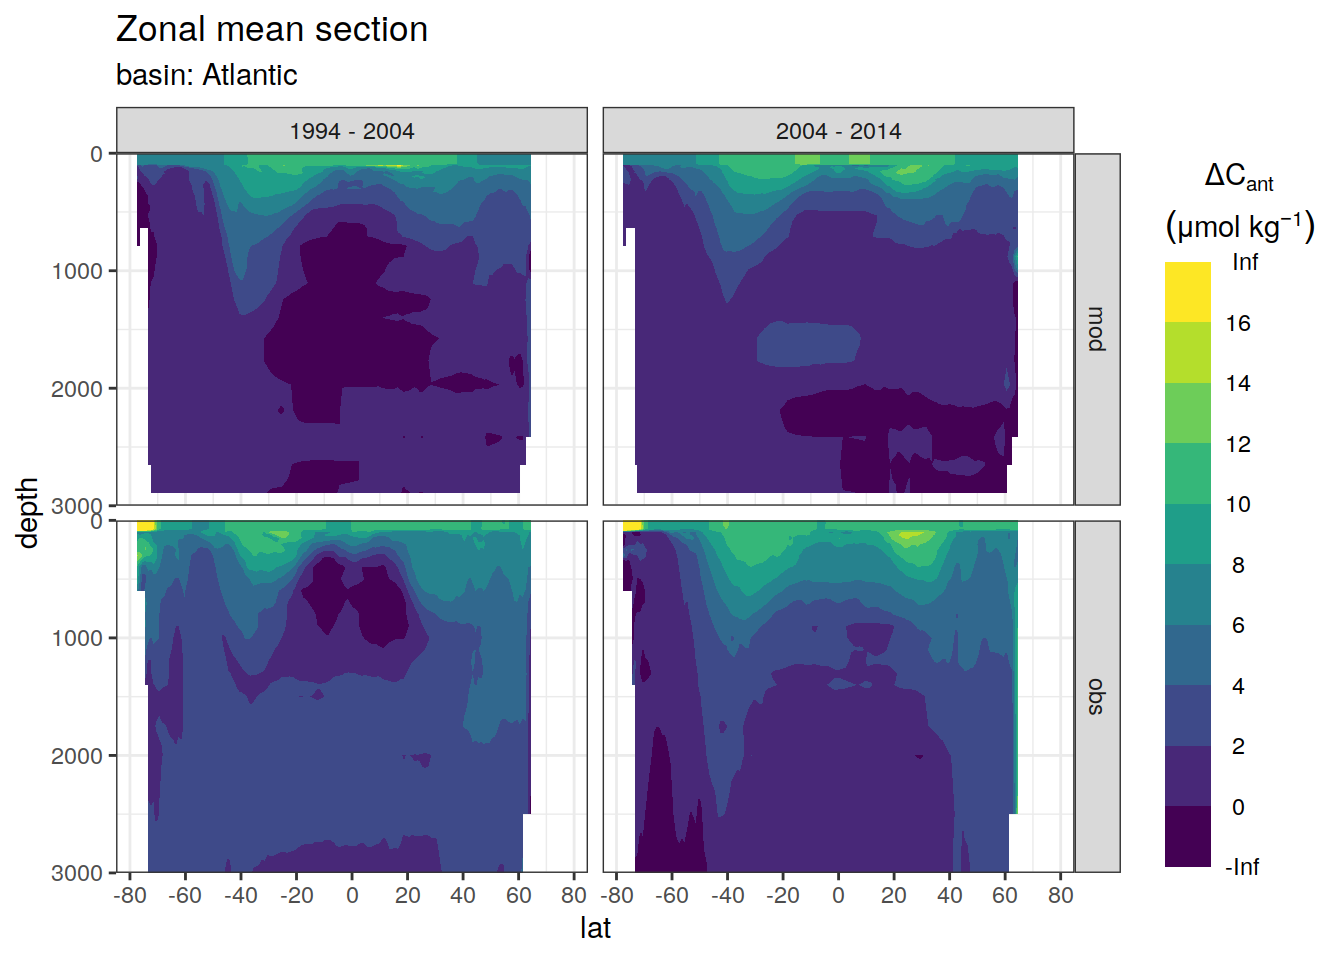 Zonal mean section
basin: Atlantic
1994 - 2004
2004 - 2014
0
1000
2000
3000
mod
0
1000
2000
3000
obs
depth
-80 -60 -40 -20 0 20 40 60 80
-80 -60 -40 -20 0 20 40 60 80
lat
ΔCant
(μmol kg⁻¹)
Inf
16
14
12
10
8
6
4
2
0
-Inf